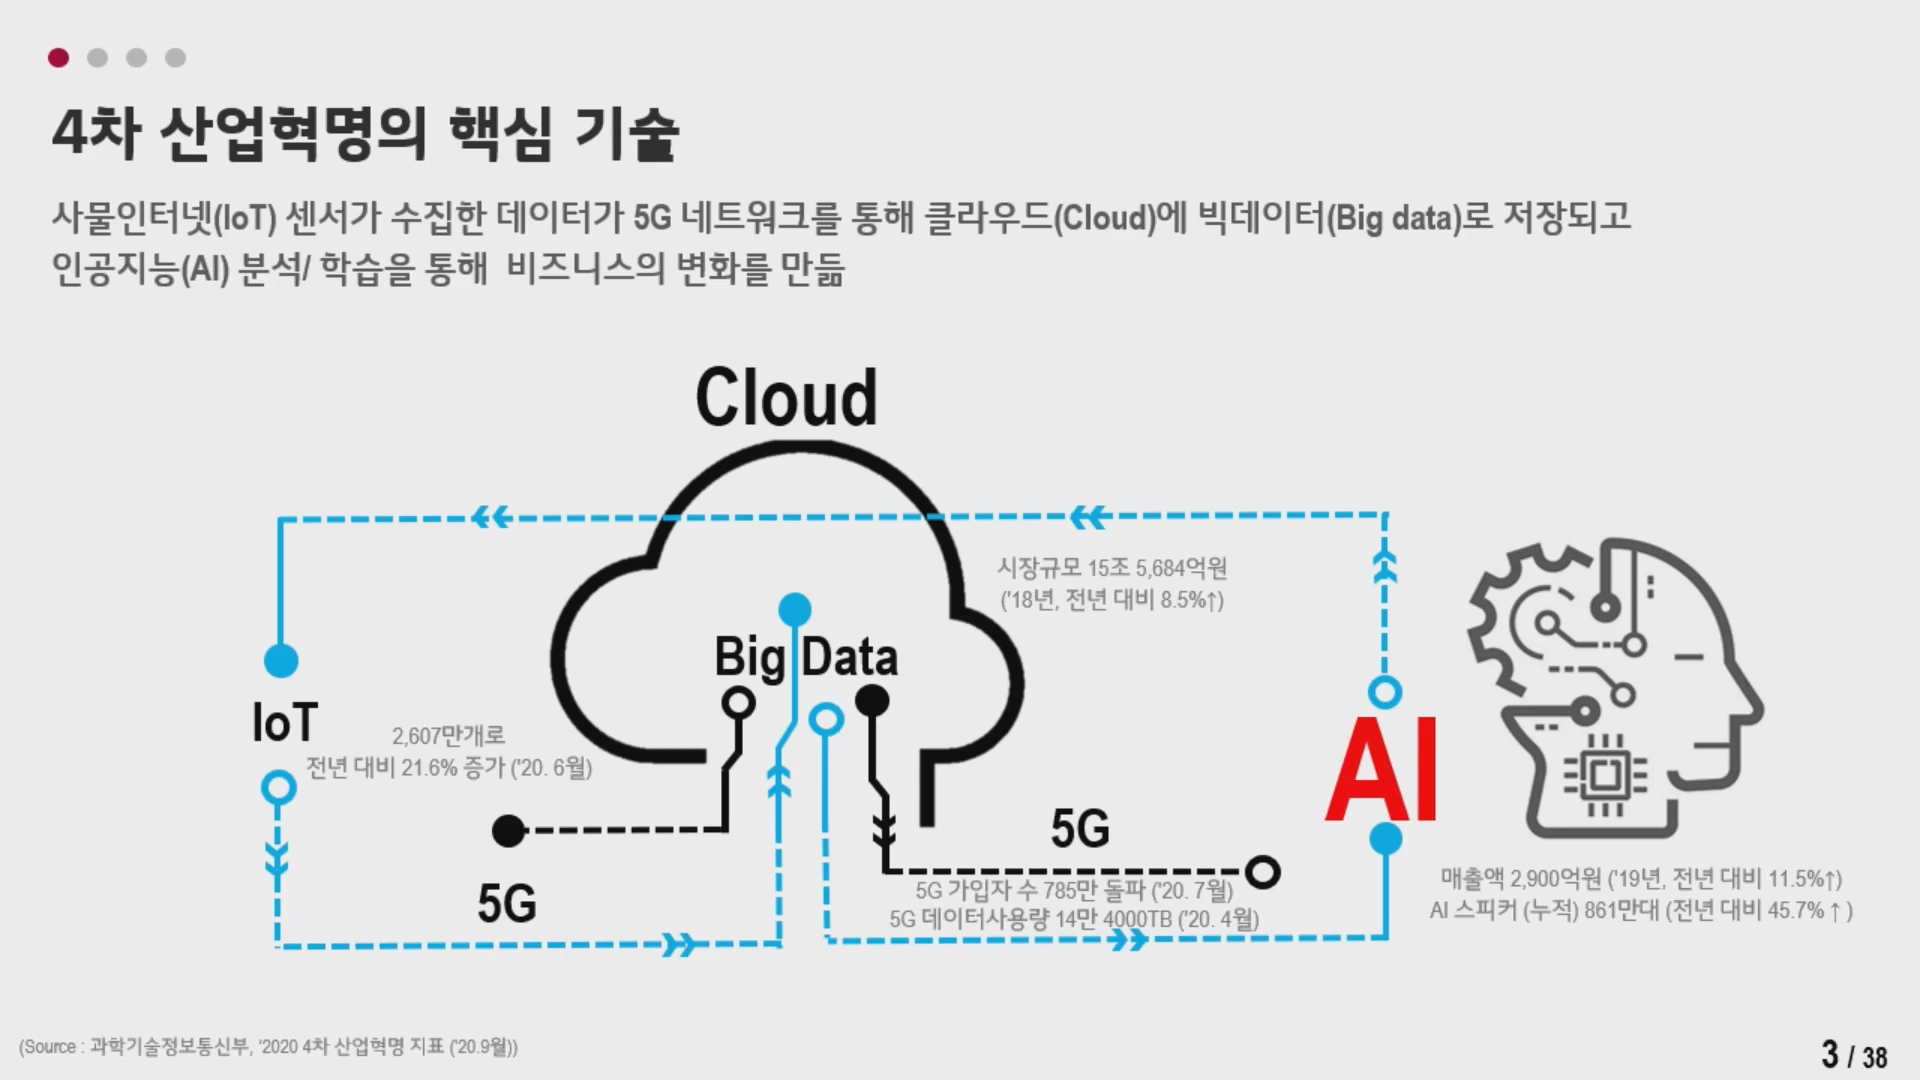 4차 산업혁명의 핵심 기술
사물인터넷(IoT) 센서가 수집한 데이터가 5G 네트워크를 통해 클라우드(Cloud)에 빅데이터(Big data)로 저장되고
인공지능(AI) 분석/ 학습을 통해 비즈니스의 변화를 만듦
Cloud
시장규모 15조 5,684억원
('18년, 전년 대비 8.5%↑)
Big Data
IoT
2,607만개로
전년 대비 21.6% 증가 ('20. 6월)
AI
5G
5G
5G 가입자 수 785만 돌파 ('20. 7월)
5G 데이터사용량 14만 4000TB ('20. 4월)
매출액 2,900억원 ('19년, 전년 대비 11.5%↑)
AI 스피커 (누적) 861만대 (전년 대비 45.7% ↑ )
(Source : 과학기술정보통신부, ‘2020 4차 산업혁명 지표 ('20.9월))
3 / 38